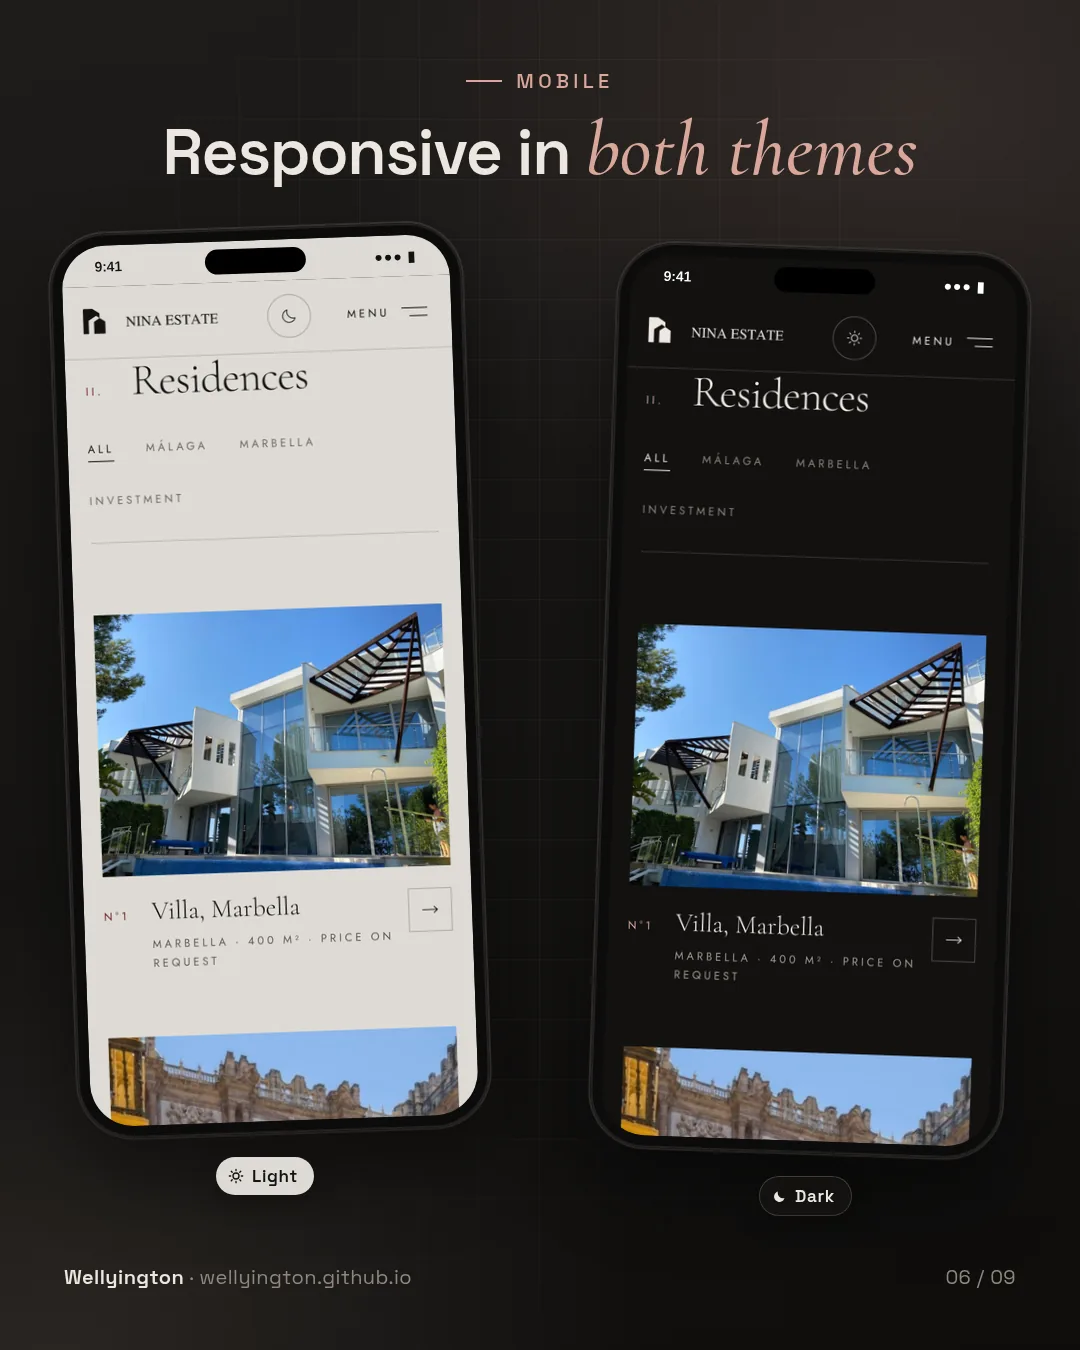 MOBILE
Responsive in both themes
9:41
NINA ESTATE
MENU
II.
Residences
ALL
MÁLAGA
MARBELLA
INVESTMENT
N°1
Villa, Marbella
MARBELLA · 400 M² · PRICE ON
REQUEST
Light
9:41
NINA ESTATE
MENU
II.
Residences
ALL
MÁLAGA
MARBELLA
INVESTMENT
N°1
Villa, Marbella
MARBELLA · 400 M² · PRICE ON
REQUEST
Dark
Wellyington · wellyington.github.io
06 / 09